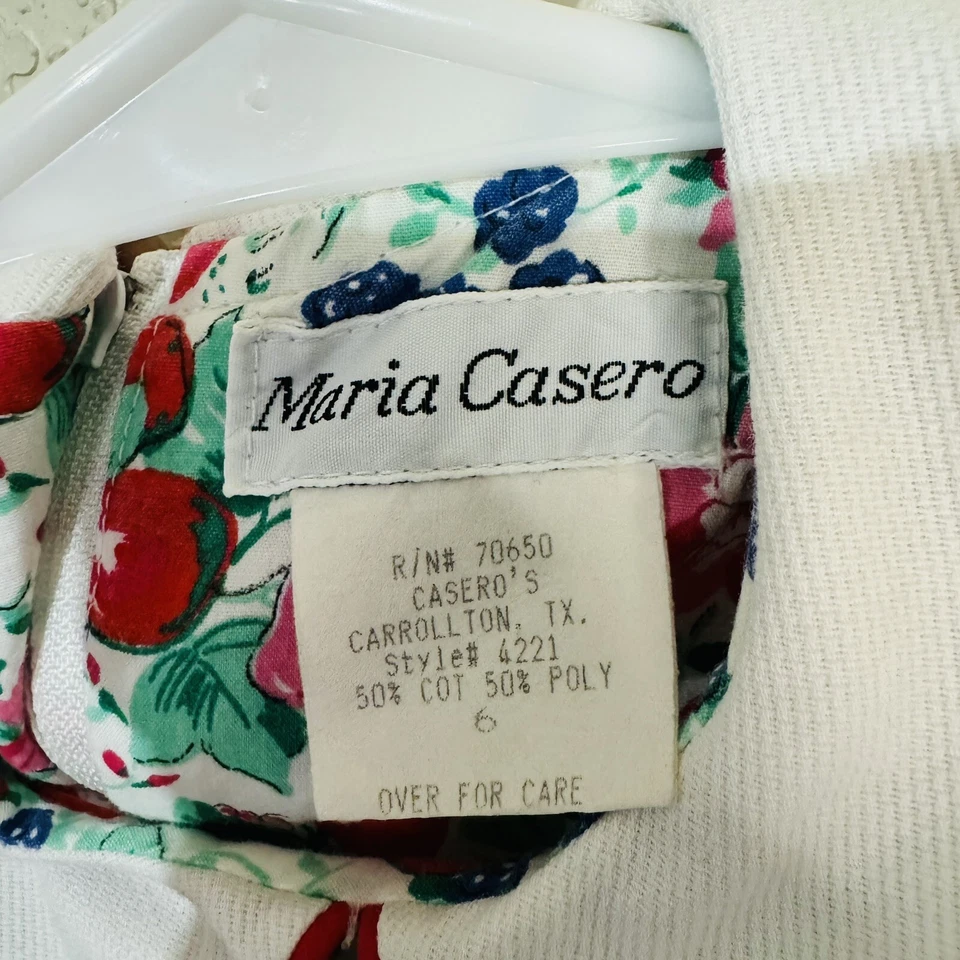 Maria Casero
R/N# 70650
CASERO'S
CARROLLTON, TX.
Style# 4221
50% COT 50% POLY
6
OVER FOR CARE